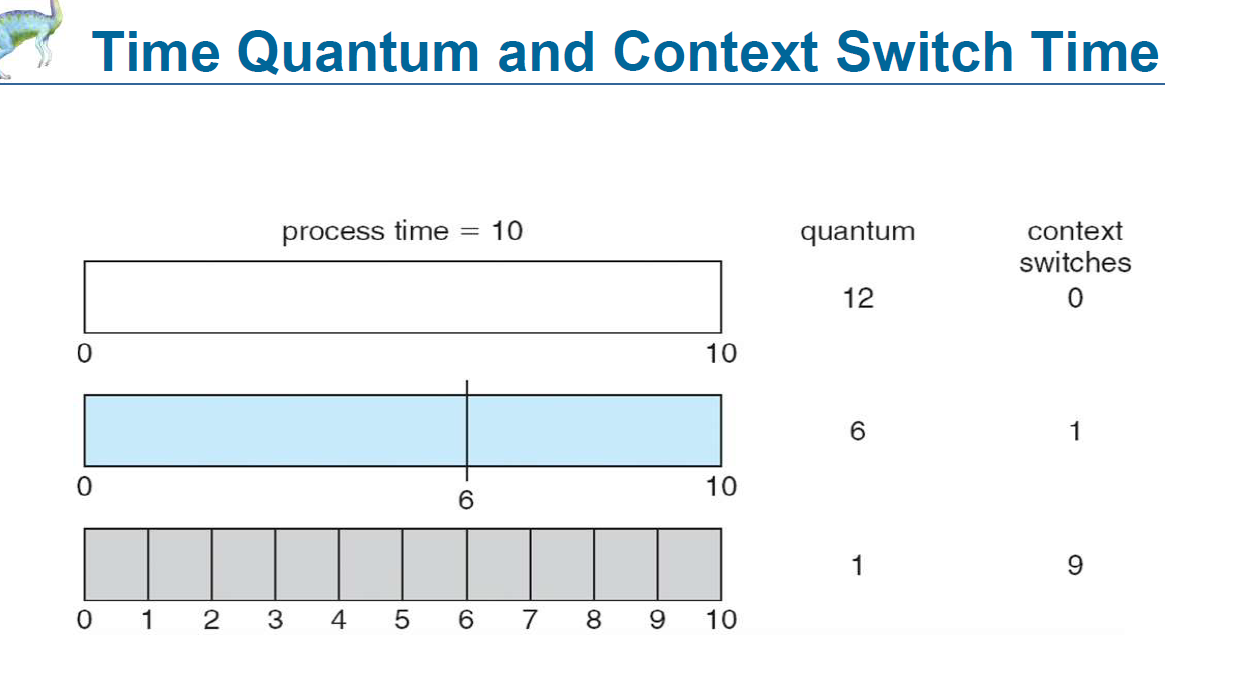 Time Quantum and Context Switch Time
process time = 10 quantum context
switches
12 0
0 10
6 1
0 6 10
1 9
0 1 2 3 4 5 6 7 8 9 10